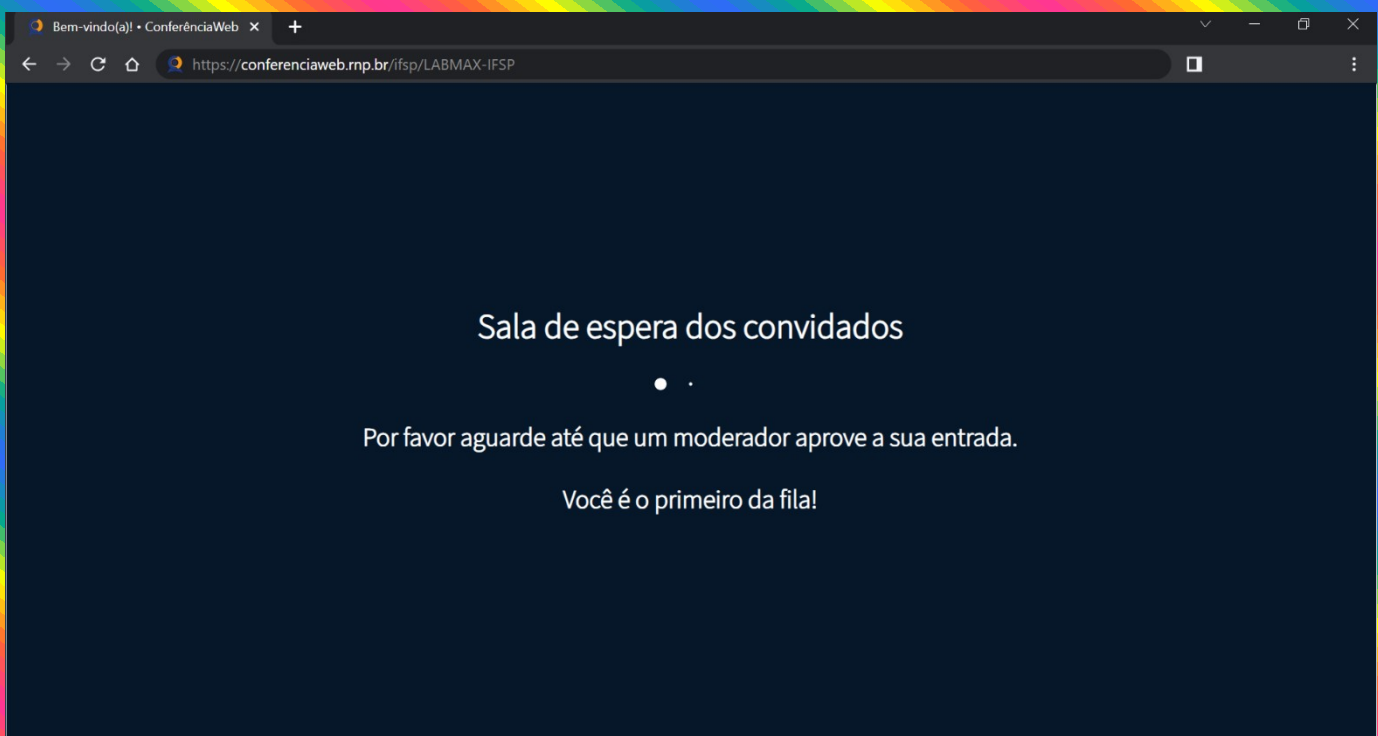 Bem-vindo(a)! • ConferênciaWeb
https://conferenciaweb.rnp.br/ifsp/LABMAX-IFSP
Sala de espera dos convidados
Por favor aguarde até que um moderador aprove a sua entrada.
Você é o primeiro da fila!